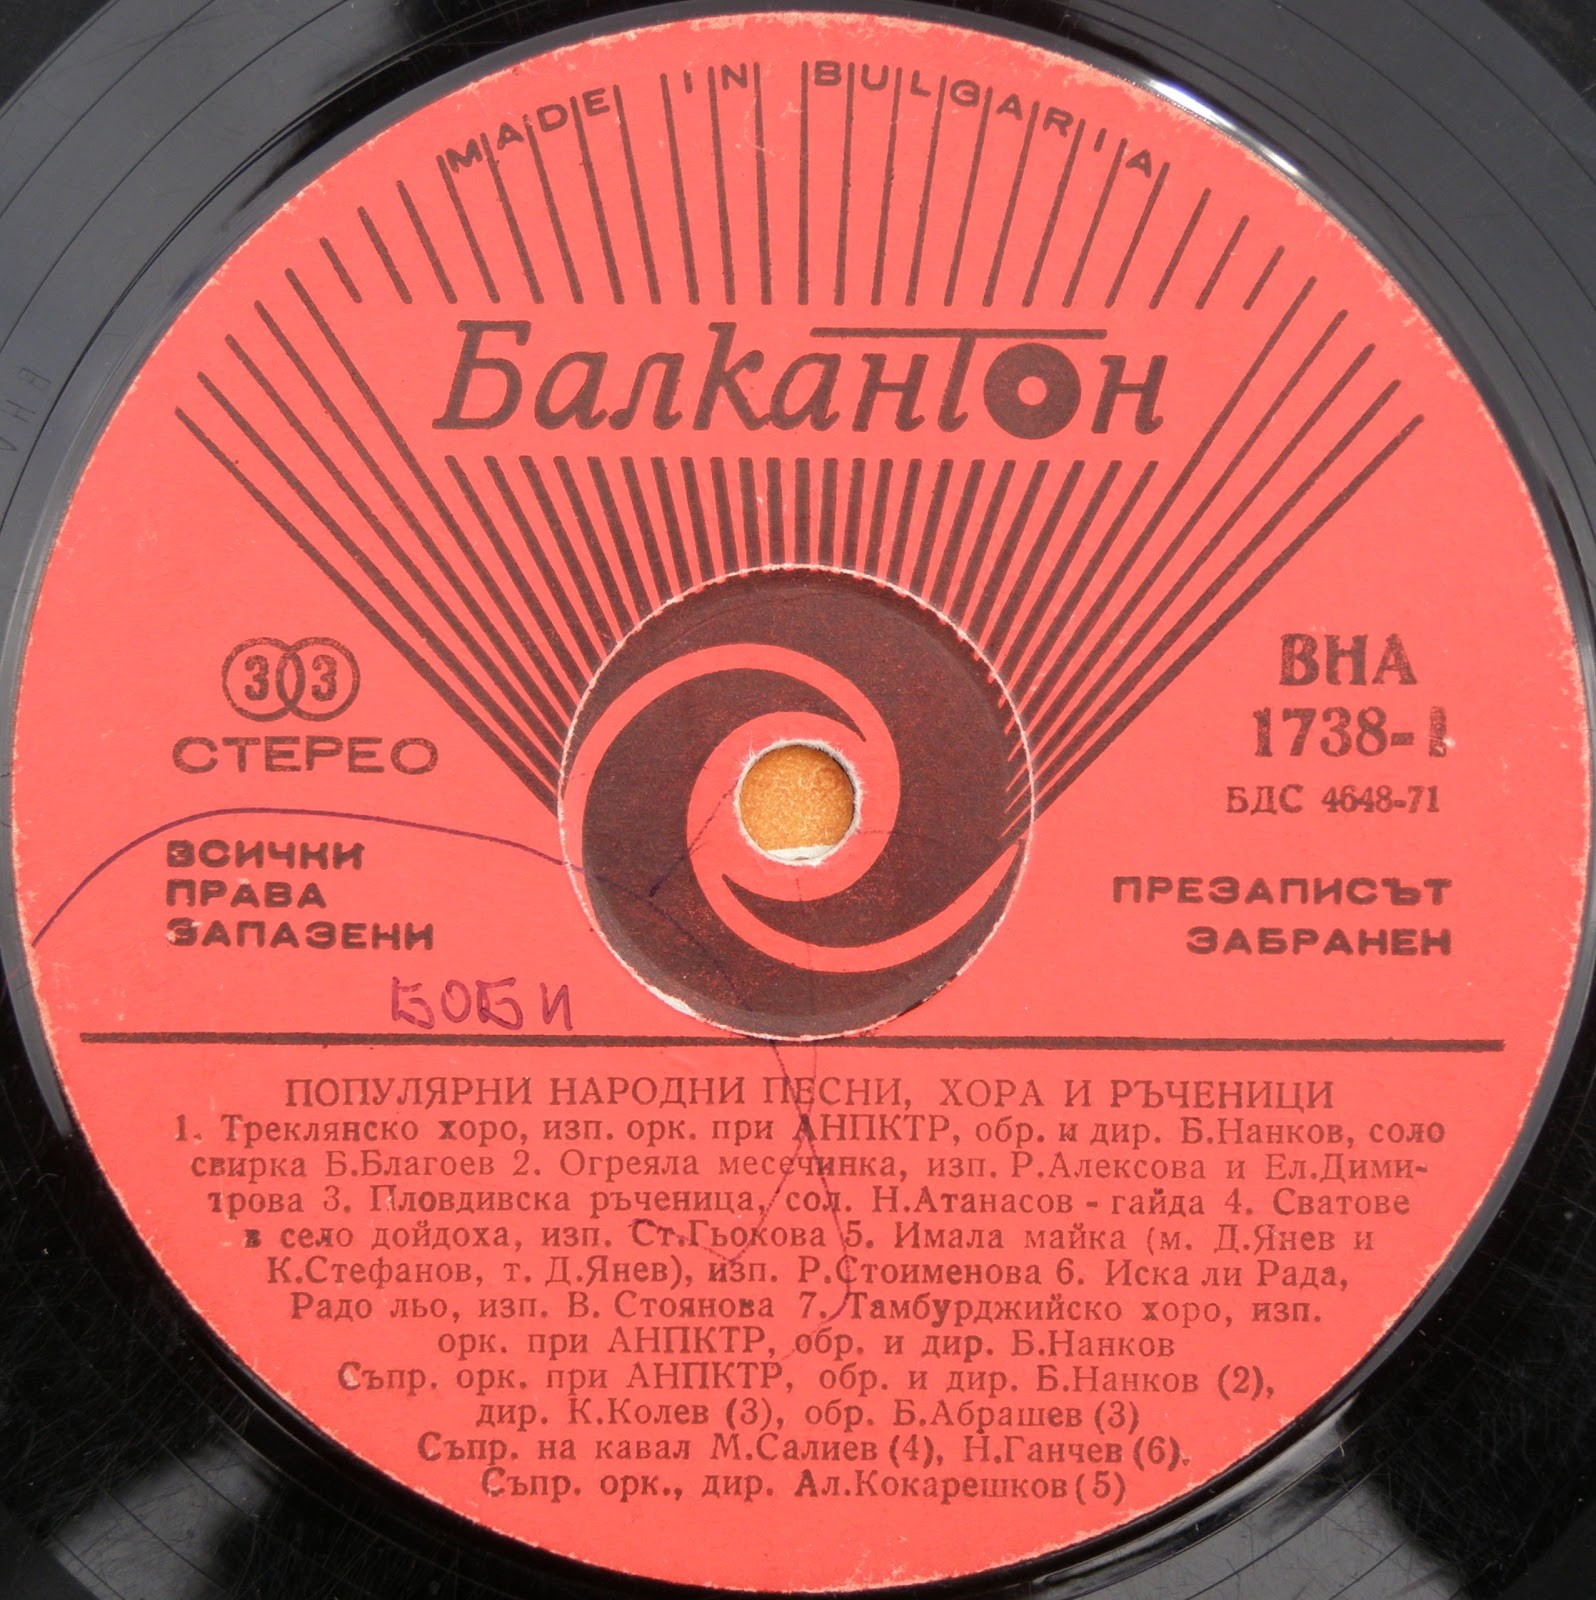 MADE IN BULGARIA
Балкантон
33
СТЕРЕО
ВНА
1738-I
БДС 4648-71
ВСИЧКИ
ПРАВА
ЗАПАЗЕНИ
ПРЕЗАПИСЪТ
ЗАБРАНЕН
БОБИ
ПОПУЛЯРНИ НАРОДНИ ПЕСНИ, ХОРА И РЪЧЕНИЦИ
1. Треклянско хоро, изп. орк. при АНПКТР, обр. и дир. Б.Нанков, соло
свирка Б.Благоев 2. Огреяла месечинка, изп. Р.Алексова и Ел.Дими-
трова 3. Пловдивска ръченица, сол. Н.Атанасов - гайда 4. Сватове
в село дойдоха, изп. Ст.Гьокова 5. Имала майка (м. Д.Янев и
К.Стефанов, т. Д.Янев), изп. Р.Стоименова 6. Иска ли Рада,
Радо льо, изп. В. Стоянова 7. Тамбурджийско хоро, изп.
орк. при АНПКТР, обр. и дир. Б.Нанков
Съпр. орк. при АНПКТР, обр. и дир. Б.Нанков (2),
дир. К.Колев (3), обр. Б.Абрашев (3)
Съпр. на кавал М.Салиев (4), Н.Ганчев (6).
Съпр. орк., дир. Ал.Кокарешков (5)